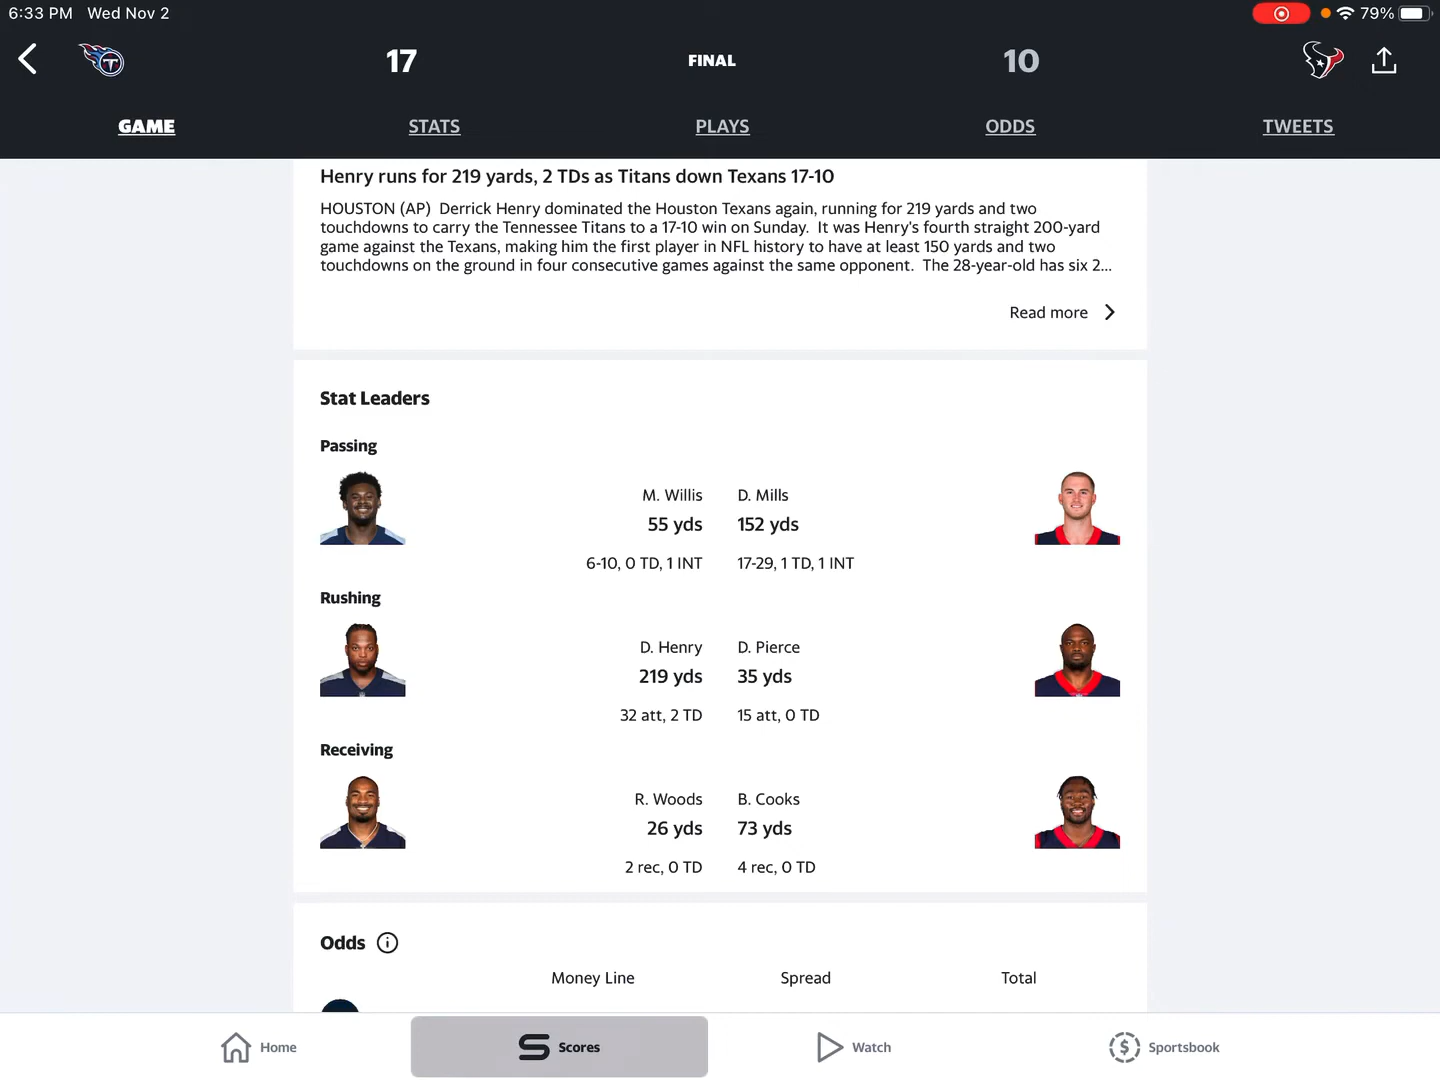 6:33 PM Wed Nov 2 79%
17 FINAL 10
GAME STATS PLAYS ODDS TWEETS
Henry runs for 219 yards, 2 TDs as Titans down Texans 17-10
HOUSTON (AP) Derrick Henry dominated the Houston Texans again, running for 219 yards and two
touchdowns to carry the Tennessee Titans to a 17-10 win on Sunday. It was Henry's fourth straight 200-yard
game against the Texans, making him the first player in NFL history to have at least 150 yards and two
touchdowns on the ground in four consecutive games against the same opponent. The 28-year-old has six 2...
Read more
Stat Leaders
Passing
M. Willis D. Mills
55 yds 152 yds
6-10, 0 TD, 1 INT 17-29, 1 TD, 1 INT
Rushing
D. Henry D. Pierce
219 yds 35 yds
32 att, 2 TD 15 att, 0 TD
Receiving
R. Woods B. Cooks
26 yds 73 yds
2 rec, 0 TD 4 rec, 0 TD
Odds
Money Line Spread Total
Home Scores Watch Sportsbook